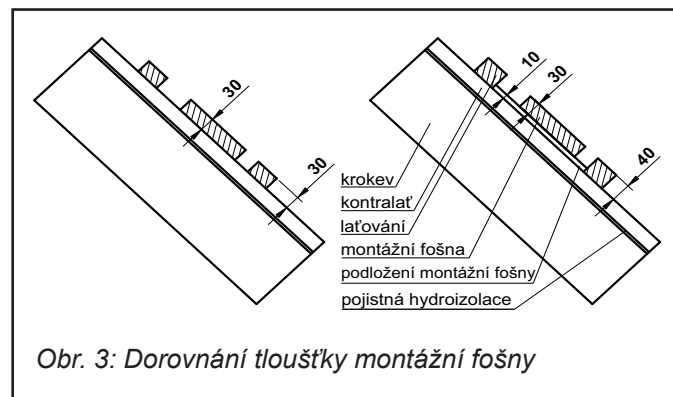 30
30
10
30
40
krokev
kontralať
laťování
montážní fošna
podložení montážní fošny
pojistná hydroizolace
Obr. 3: Dorovnání tloušťky montážní fošny